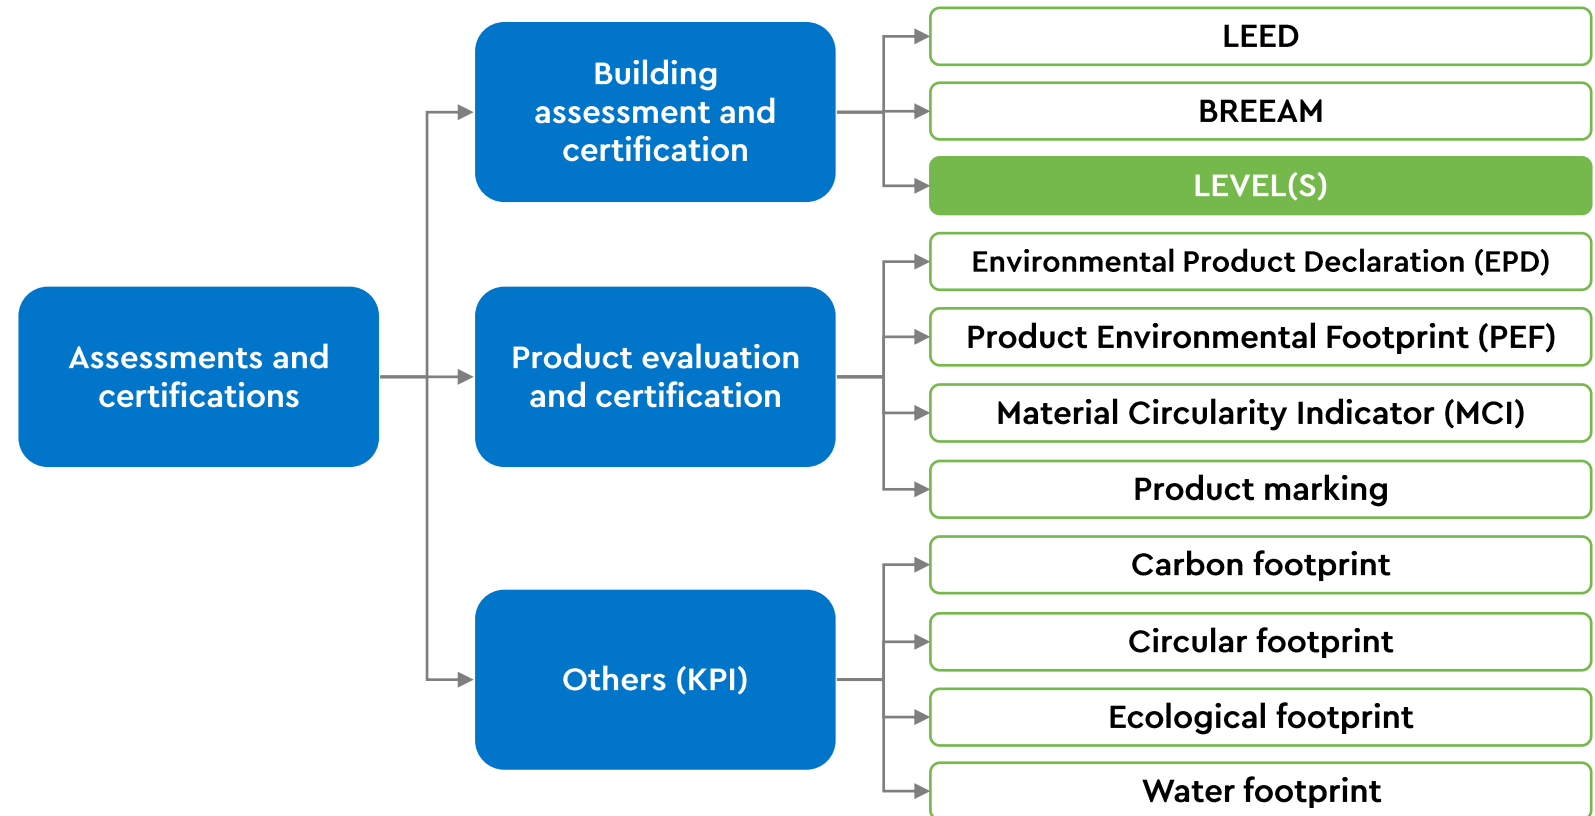 Assessments and
certifications
Building
assessment and
certification
LEED
BREEAM
LEVEL(S)
Product evaluation
and certification
Environmental Product Declaration (EPD)
Product Environmental Footprint (PEF)
Material Circularity Indicator (MCI)
Product marking
Others (KPI)
Carbon footprint
Circular footprint
Ecological footprint
Water footprint